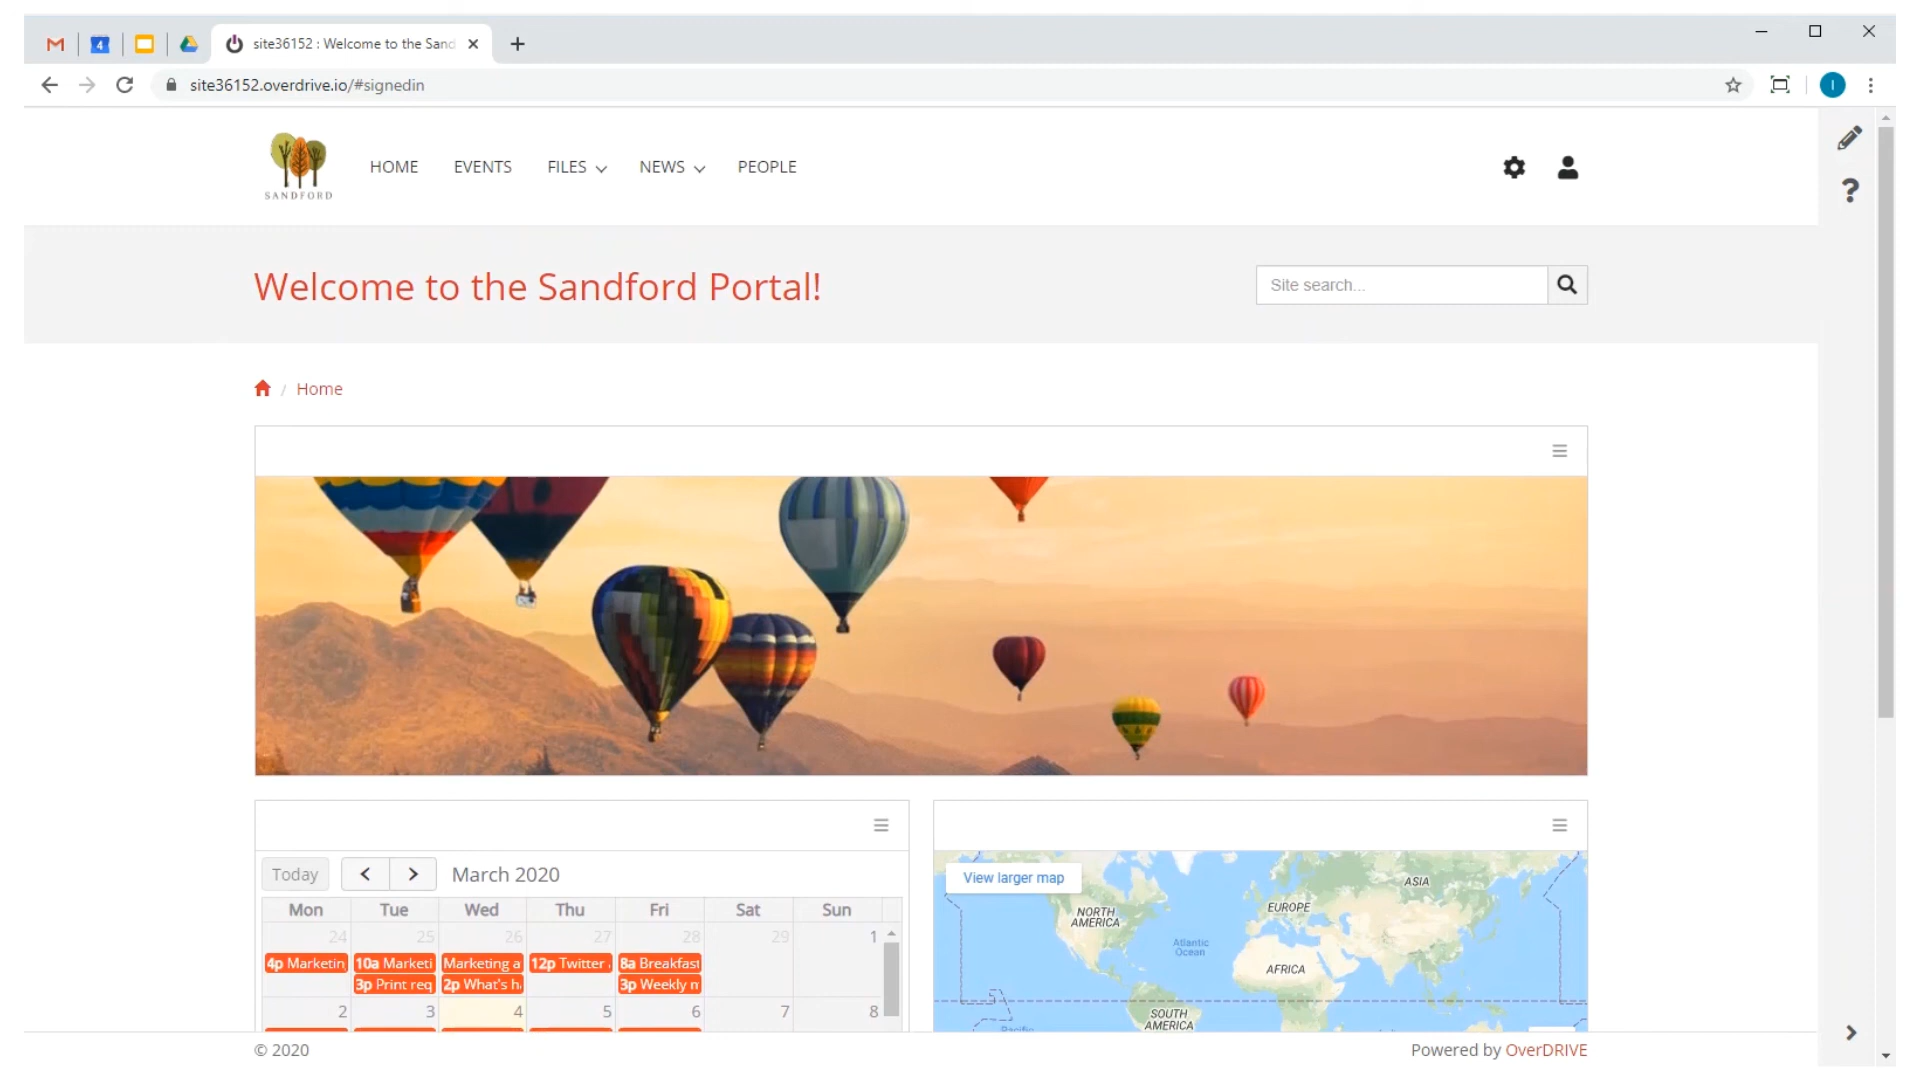 4 site36152 : Welcome to the Sand
site36152.overdrive.io/#signedin I
SANDFORD
HOME EVENTS FILES NEWS PEOPLE
?
Welcome to the Sandford Portal!
Site search...
/ Home
Today March 2020
Mon Tue Wed Thu Fri Sat Sun
24 25 26 27 28 29 1
4p Marketin 10a Marketi Marketing a 12p Twitter 8a Breakfast
3p Print req 2p What's h 3p Weekly
2 3 4 5 6 7 8
View larger map
ASIA
EUROPE
NORTH
AMERICA
Atlantic
Ocean
AFRICA
SOUTH
AMERICA
Pacific
© 2020
Powered by OverDRIVE